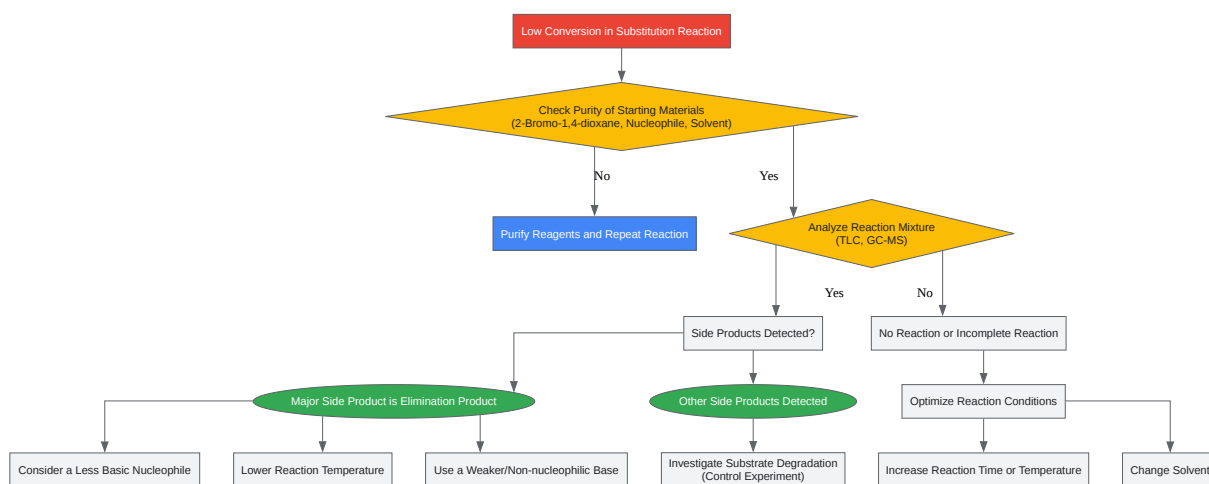 Low Conversion in Substitution Reaction
Check Purity of Starting Materials
(2-Bromo-1,4-dioxane, Nucleophile, Solvent)
No
Yes
Purify Reagents and Repeat Reaction
Analyze Reaction Mixture
(TLC, GC-MS)
Yes
No
Side Products Detected?
No Reaction or Incomplete Reaction
Major Side Product is Elimination Product
Other Side Products Detected
Optimize Reaction Conditions
Consider a Less Basic Nucleophile
Lower Reaction Temperature
Use a Weaker/Non-nucleophilic Base
Investigate Substrate Degradation
(Control Experiment)
Increase Reaction Time or Temperature
Change Solvent